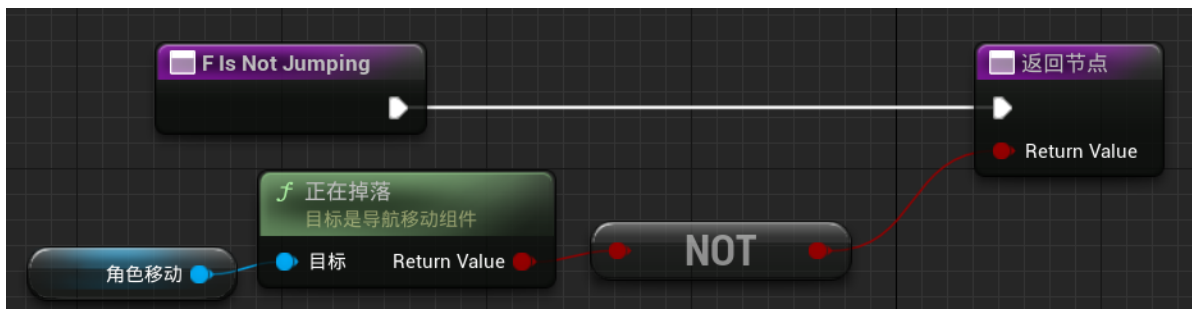 F Is Not Jumping
返回节点
Return Value
正在掉落
目标是导航移动组件
目标
Return Value
角色移动
NOT